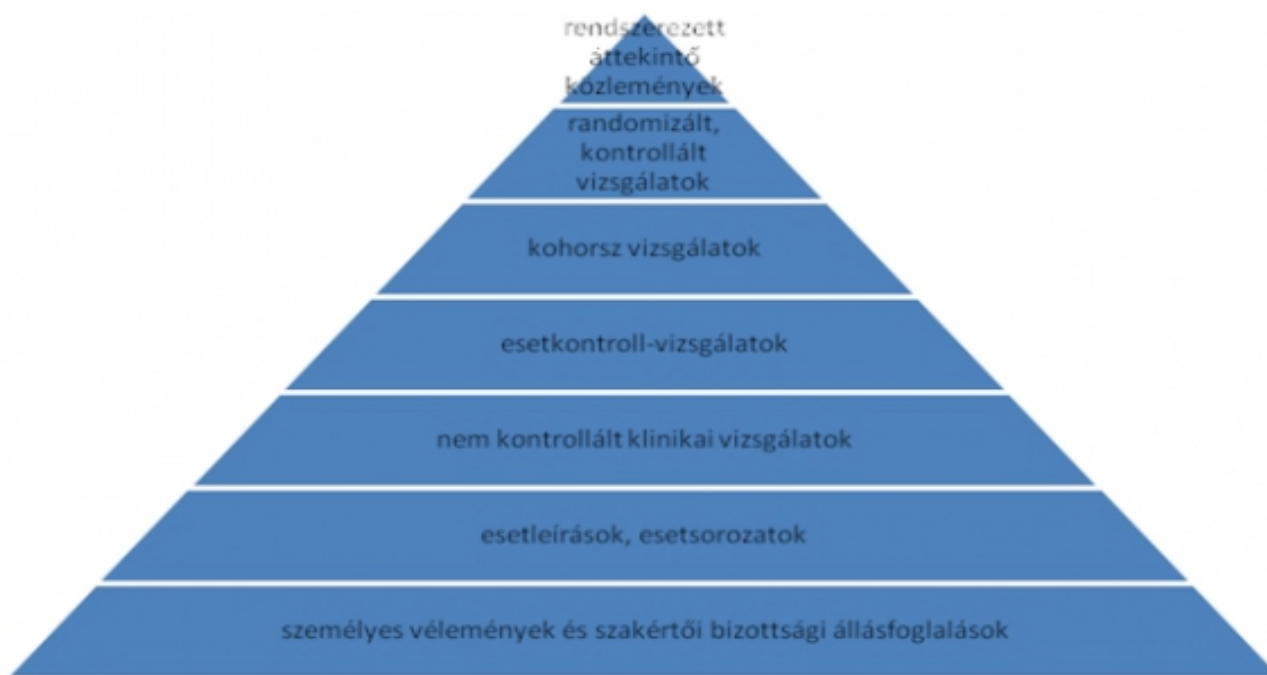 rendszerezett
áttekintő
közlemények
randomizált,
kontrollált
vizsgálatok
kohorsz vizsgálatok
esetkontroll-vizsgálatok
nem kontrollált klinikai vizsgálatok
esetleírások, esetsorozatok
személyes vélemények és szakértői bizottsági állásfoglalások